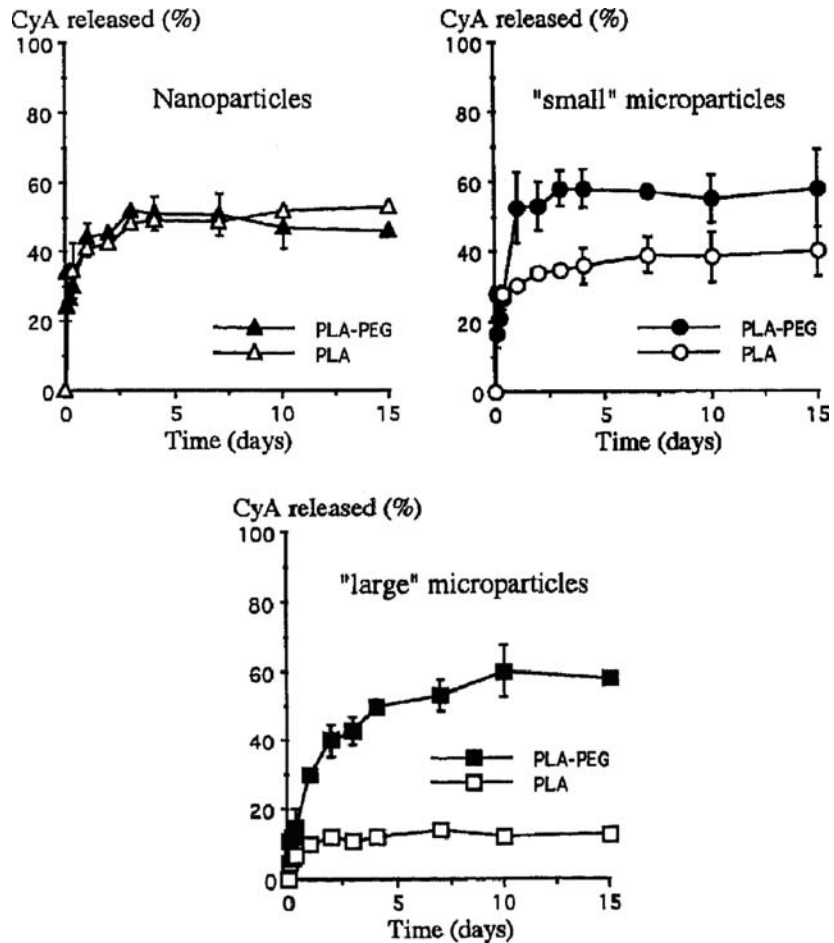 CyA released (%)
100
80
60
40
20
0
Nanoparticles
PLA-PEG
PLA
0 5 10 15
Time (days)
CyA released (%)
100
80
60
40
20
0
"small" microparticles
PLA-PEG
PLA
0 5 10 15
Time (days)
CyA released (%)
100
80
60
40
20
0
"large" microparticles
PLA-PEG
PLA
0 5 10 15
Time (days)